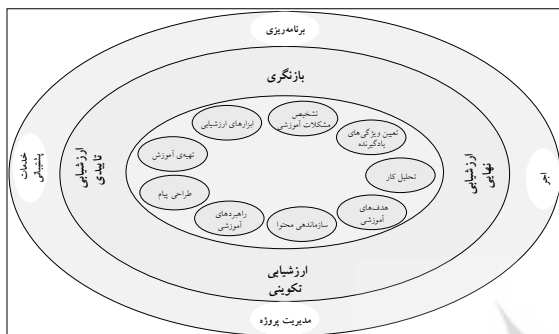 برنامه‌ریزی
بازنگری
تشخیص
مشکلات آموزشی
تعیین ویژگی‌های
یادگیرنده
تحلیل کار
هدف‌های
آموزشی
سازماندهی محتوا
راهبردهای
آموزشی
طراحی پیام
تهیه‌ی آموزش
ابزارهای ارزشیابی
ارزشیابی
نهایی
اجر
ارزشیابی
تکوینی
مدیریت پروژه
ارزشیابی
تاییدی
خدمات
پشتیبانی